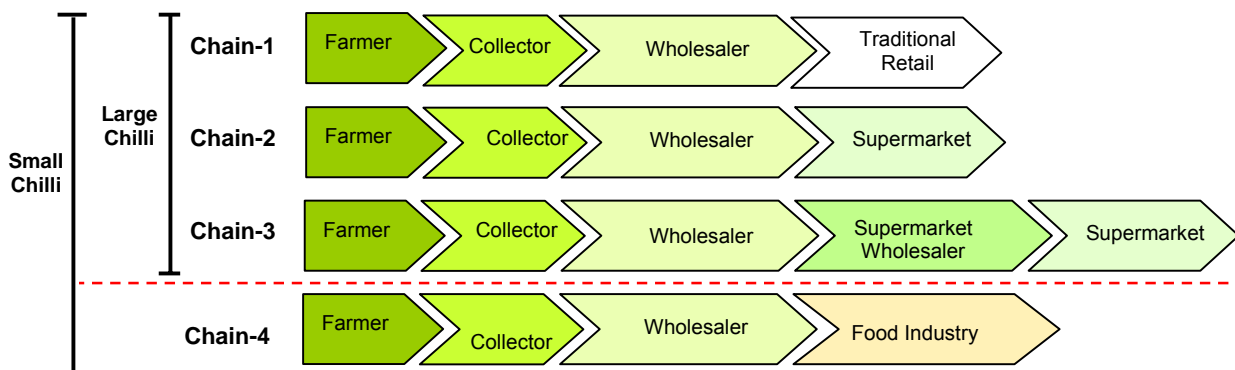 Small
Chilli
Large
Chilli
Chain-1
Farmer
Collector
Wholesaler
Traditional
Retail
Chain-2
Farmer
Collector
Wholesaler
Supermarket
Chain-3
Farmer
Collector
Wholesaler
Supermarket
Wholesaler
Supermarket
Chain-4
Farmer
Collector
Wholesaler
Food Industry